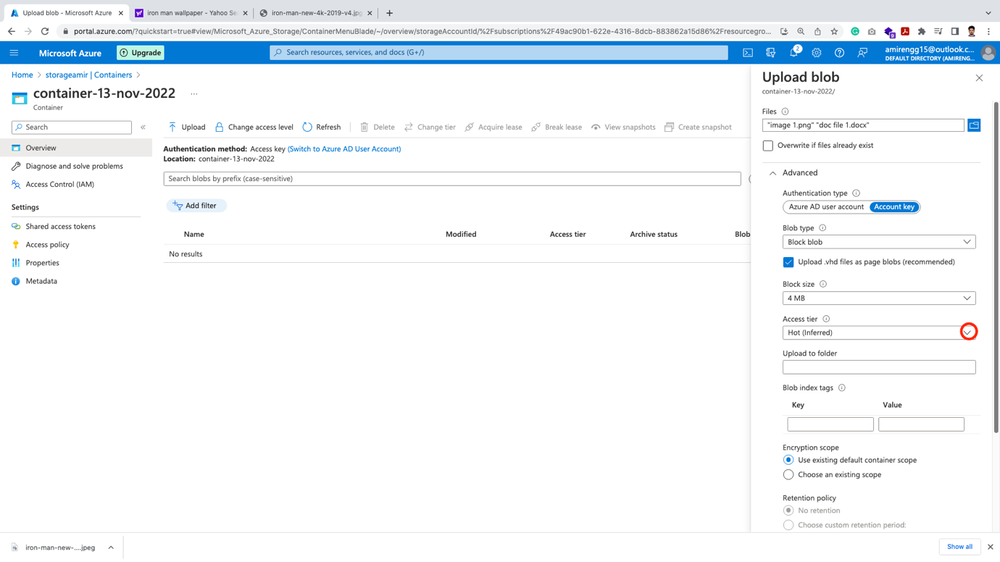 Upload blob - Microsoft Azure
iron man wallpaper - Yahoo Se
iron-man-new-4k-2019-v4.jpg
portal.azure.com/?quickstart=true#view/Microsoft_Azure_Storage/ContainerMenuBlade/~/overview/storageAccountId/%2Fsubscriptions%2F49ac90b1-622e-4316-8dcb-883862a15d86%2Fresourcegro...
9
Microsoft Azure
Upgrade
Search resources, services, and docs (G+/)
2
amirengg15@outlook.c...
DEFAULT DIRECTORY (AMIRENG...
Home > storageamir | Containers >
container-13-nov-2022 ...
Container
Search
«
Overview
Diagnose and solve problems
Access Control (IAM)
Settings
Shared access tokens
Access policy
Properties
Metadata
Upload
Change access level
Refresh
Delete
Change tier
Acquire lease
Break lease
View snapshots
Create snapshot
Authentication method: Access key (Switch to Azure AD User Account)
Location: container-13-nov-2022
Search blobs by prefix (case-sensitive)
Add filter
Name Modified Access tier Archive status Blob
No results
Upload blob
container-13-nov-2022/
Files
"image 1.png" "doc file 1.docx"
Overwrite if files already exist
Advanced
Authentication type
Azure AD user account Account key
Blob type
Block blob
Upload .vhd files as page blobs (recommended)
Block size
4 MB
Access tier
Hot (Inferred)
Upload to folder
Blob index tags
Key Value
Encryption scope
Use existing default container scope
Choose an existing scope
Retention policy
No retention
Choose custom retention period:
iron-man-new-....jpeg
Show all